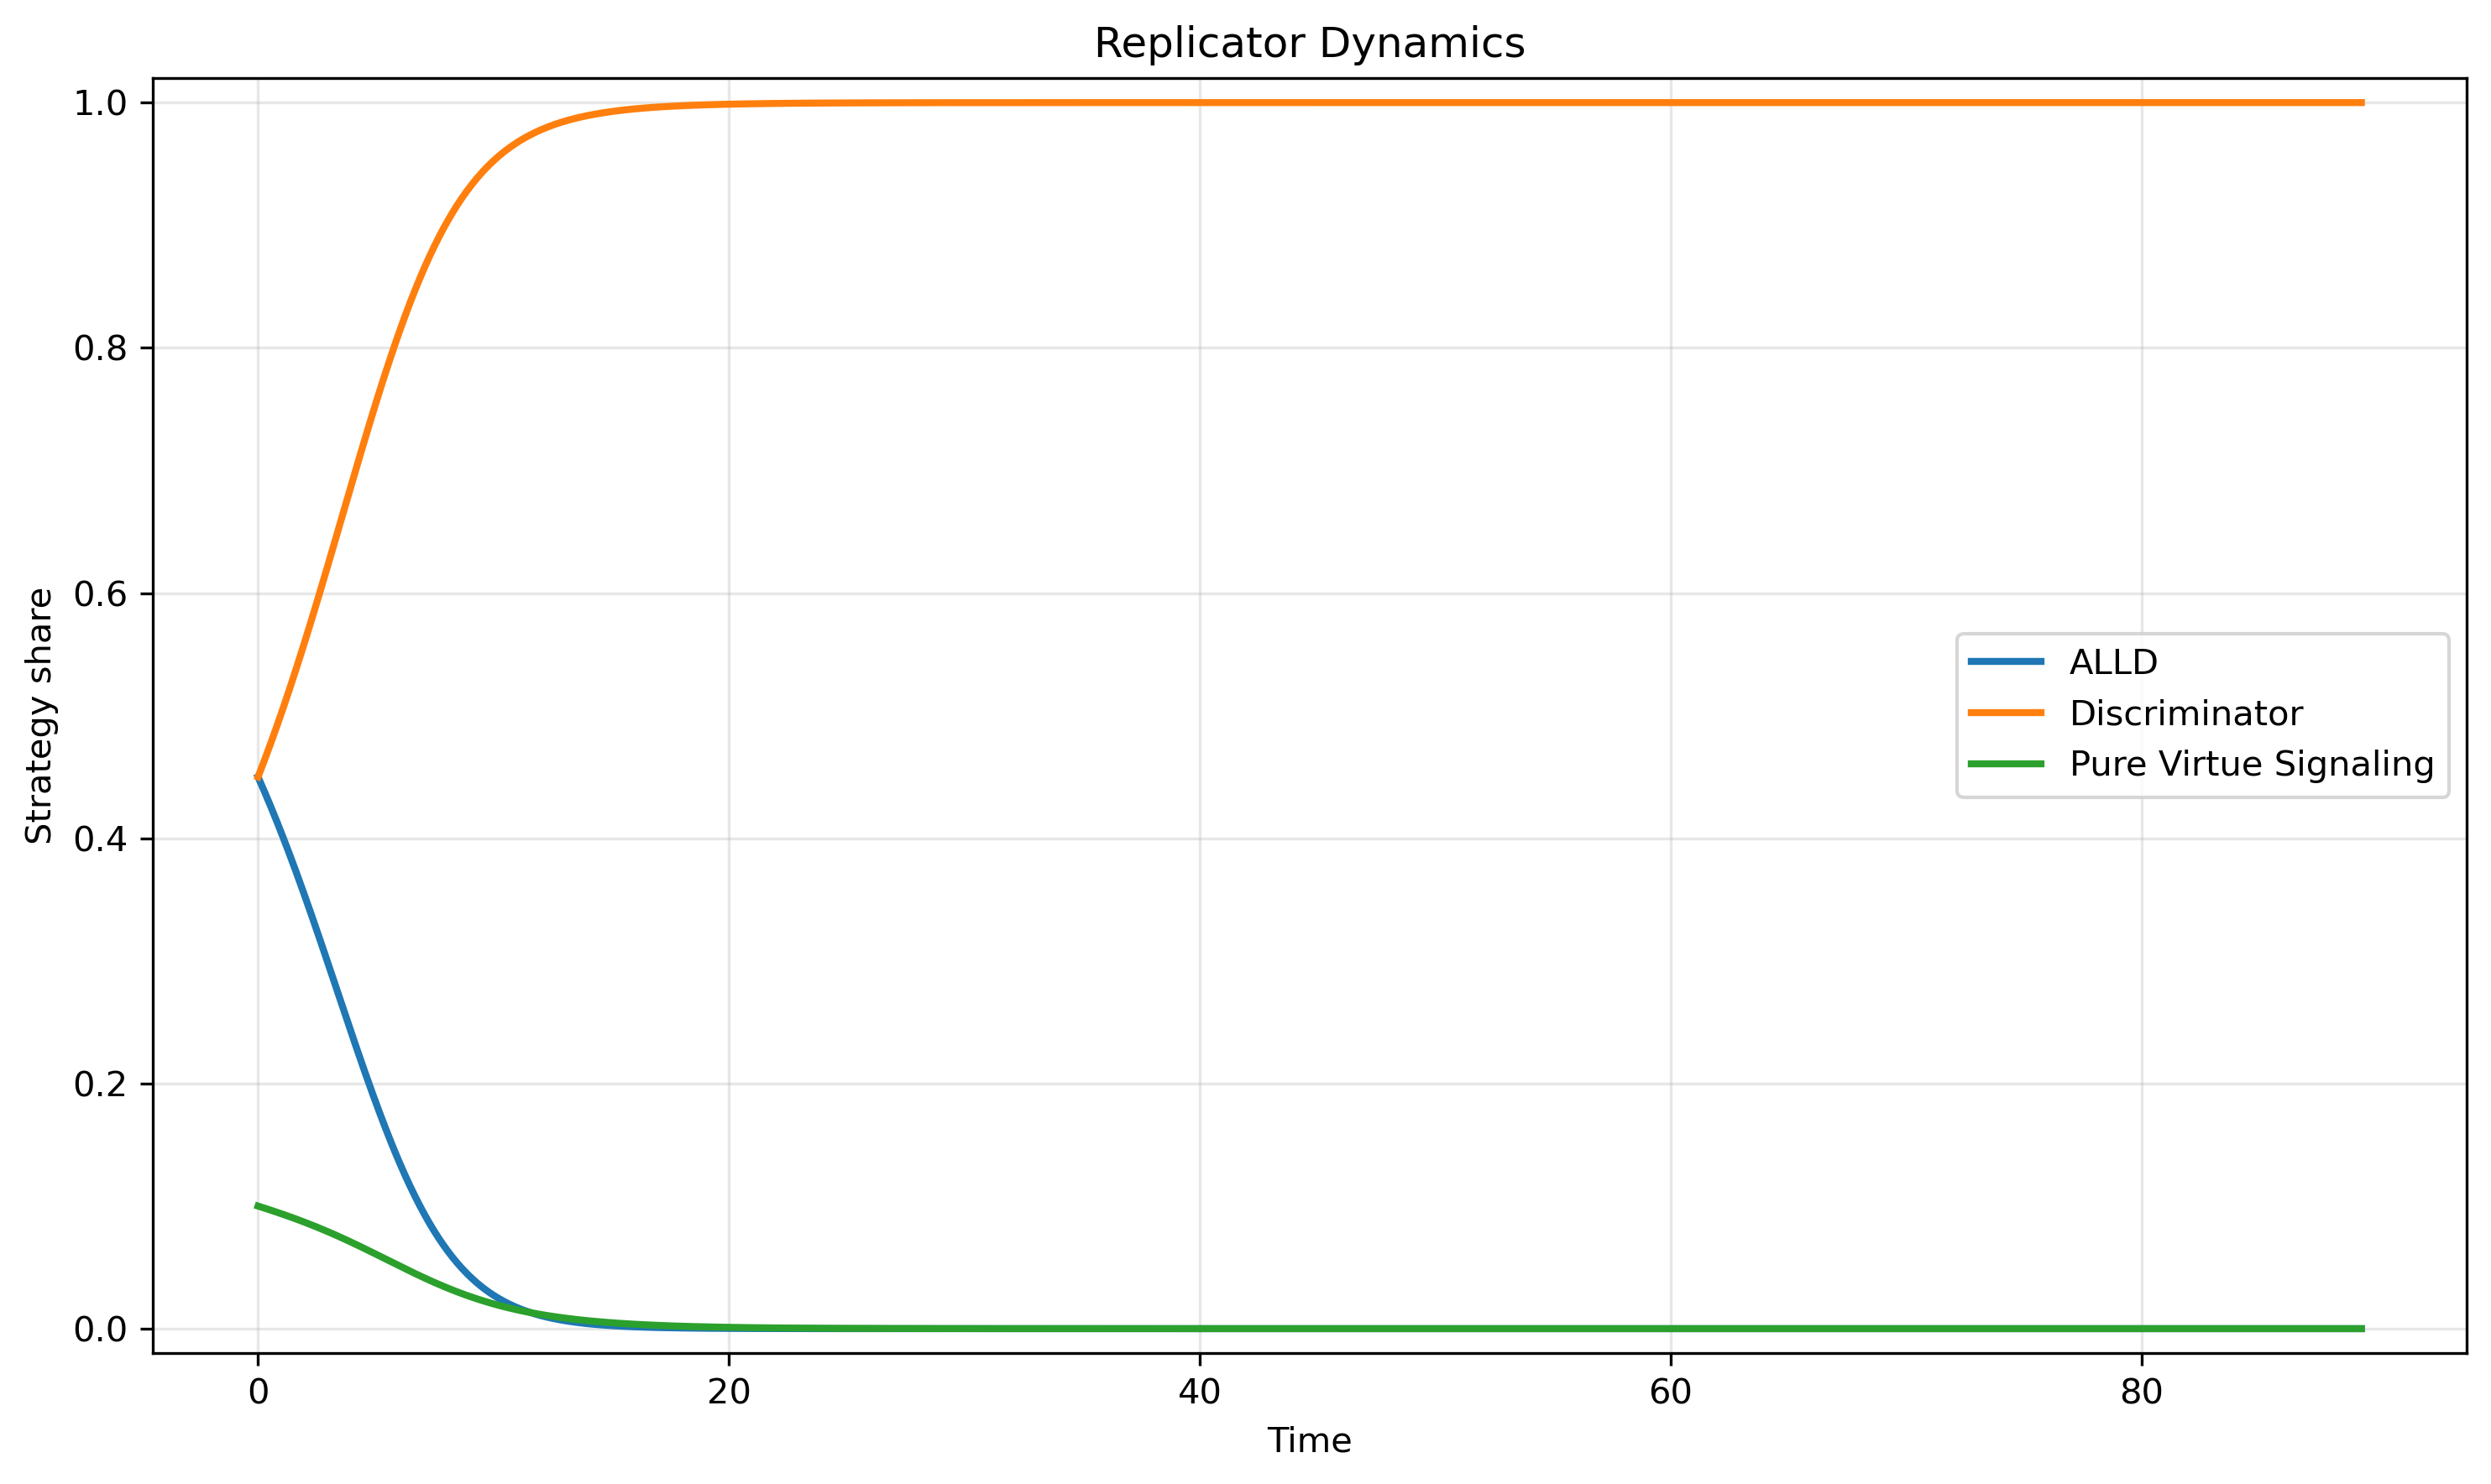 Replicator Dynamics
1.0
0.8
0.6
0.4
0.2
0.0
Strategy share
ALLD
Discriminator
Pure Virtue Signaling
0 20 40 60 80
Time